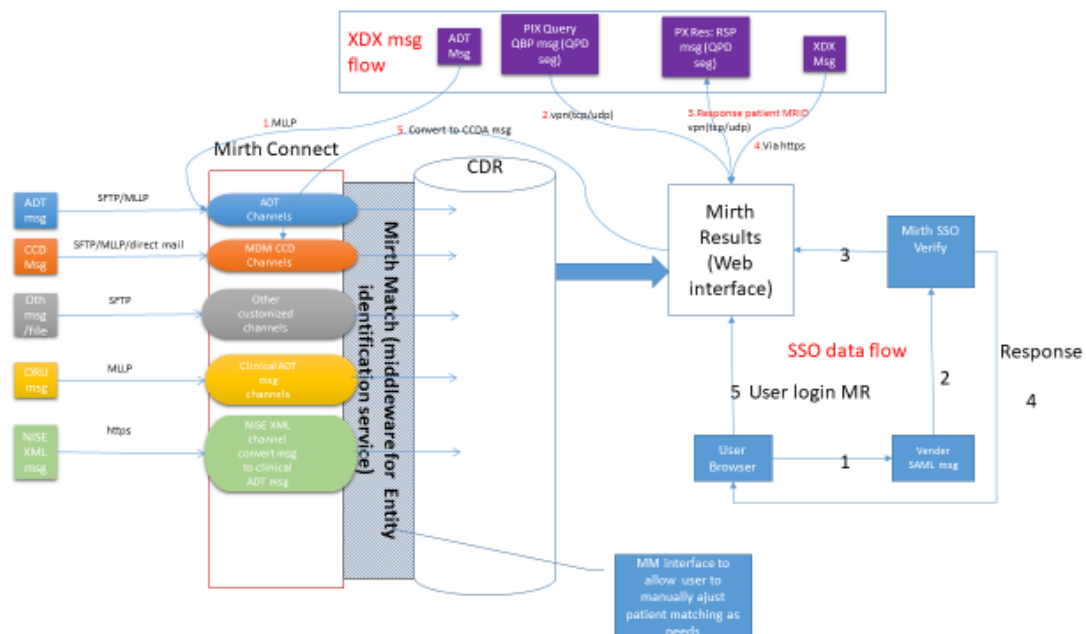 XDX msg
flow
ADT
Msg
PIX Query
QBP msg (QPD
seg)
PX Res: RSP
msg (QPD
seg)
XDX
Msg
1.MLLP
5. Convert to CCDA msg
2.vpn(tcp/udp)
3.Response patient MRID
vpn(tsp/udp)
4.Via https
Mirth Connect
CDR
ADT
msg
SFTP/MLLP
ADT
Channels
CCD
Msg
SFTP/MLLP/direct mail
MDM CCD
Channels
Oth
msg
/file
SFTP
Other
customized
channels
ORU
msg
MLLP
Clinical ADT
msg
channels
NISE
XML
msg
https
NISE XML
channel
convert msg
to clinical
ADT msg
Mirth Match (middleware for Entity
identification service)
Mirth
Results
(Web
interface)
Mirth SSO
Verify
3
SSO data flow
Response
2
4
5 User login MR
User
Browser
1
Vender
SAML msg
MM interface to
allow user to
manually ajust
patient matching as
needs